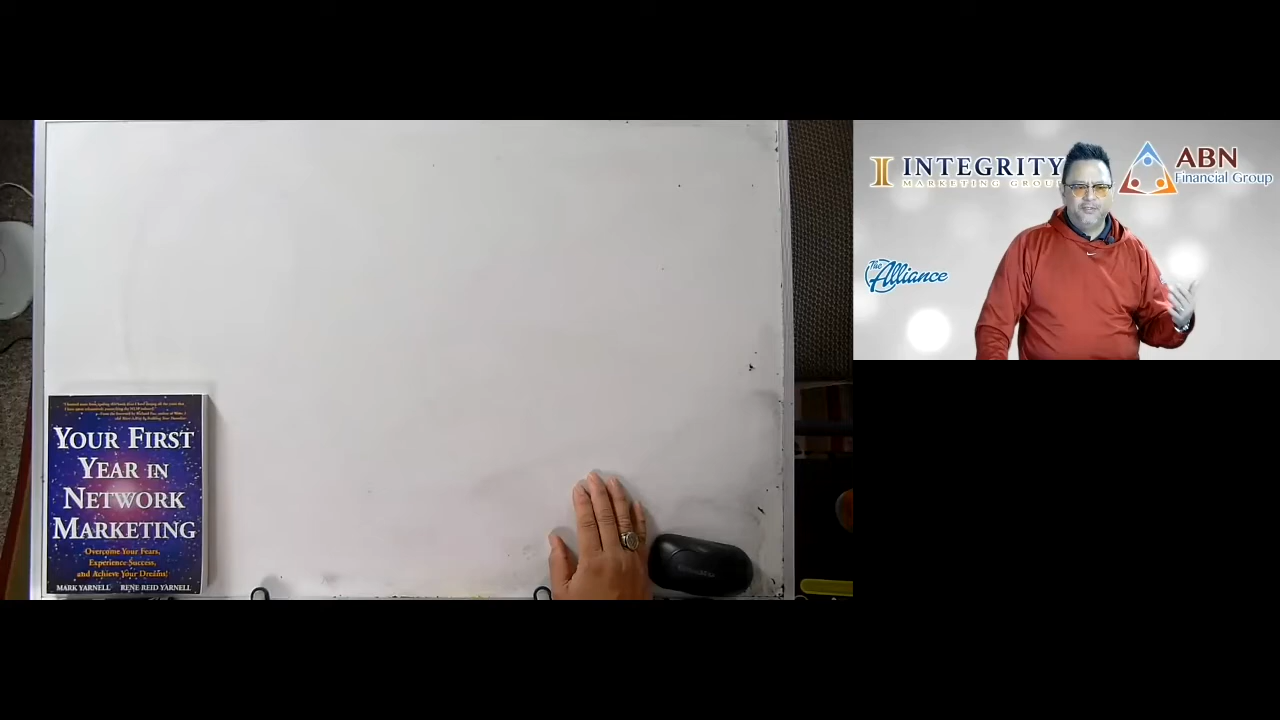 YOUR FIRST
YEAR IN
NETWORK
MARKETING
Overcome Your Fears,
Experience Success,
and Achieve Your Dreams!
MARK YARNELL RENE REID YARNELL
INTEGRITY
MARKETING GROUP
ABN
Financial Group
The
Alliance